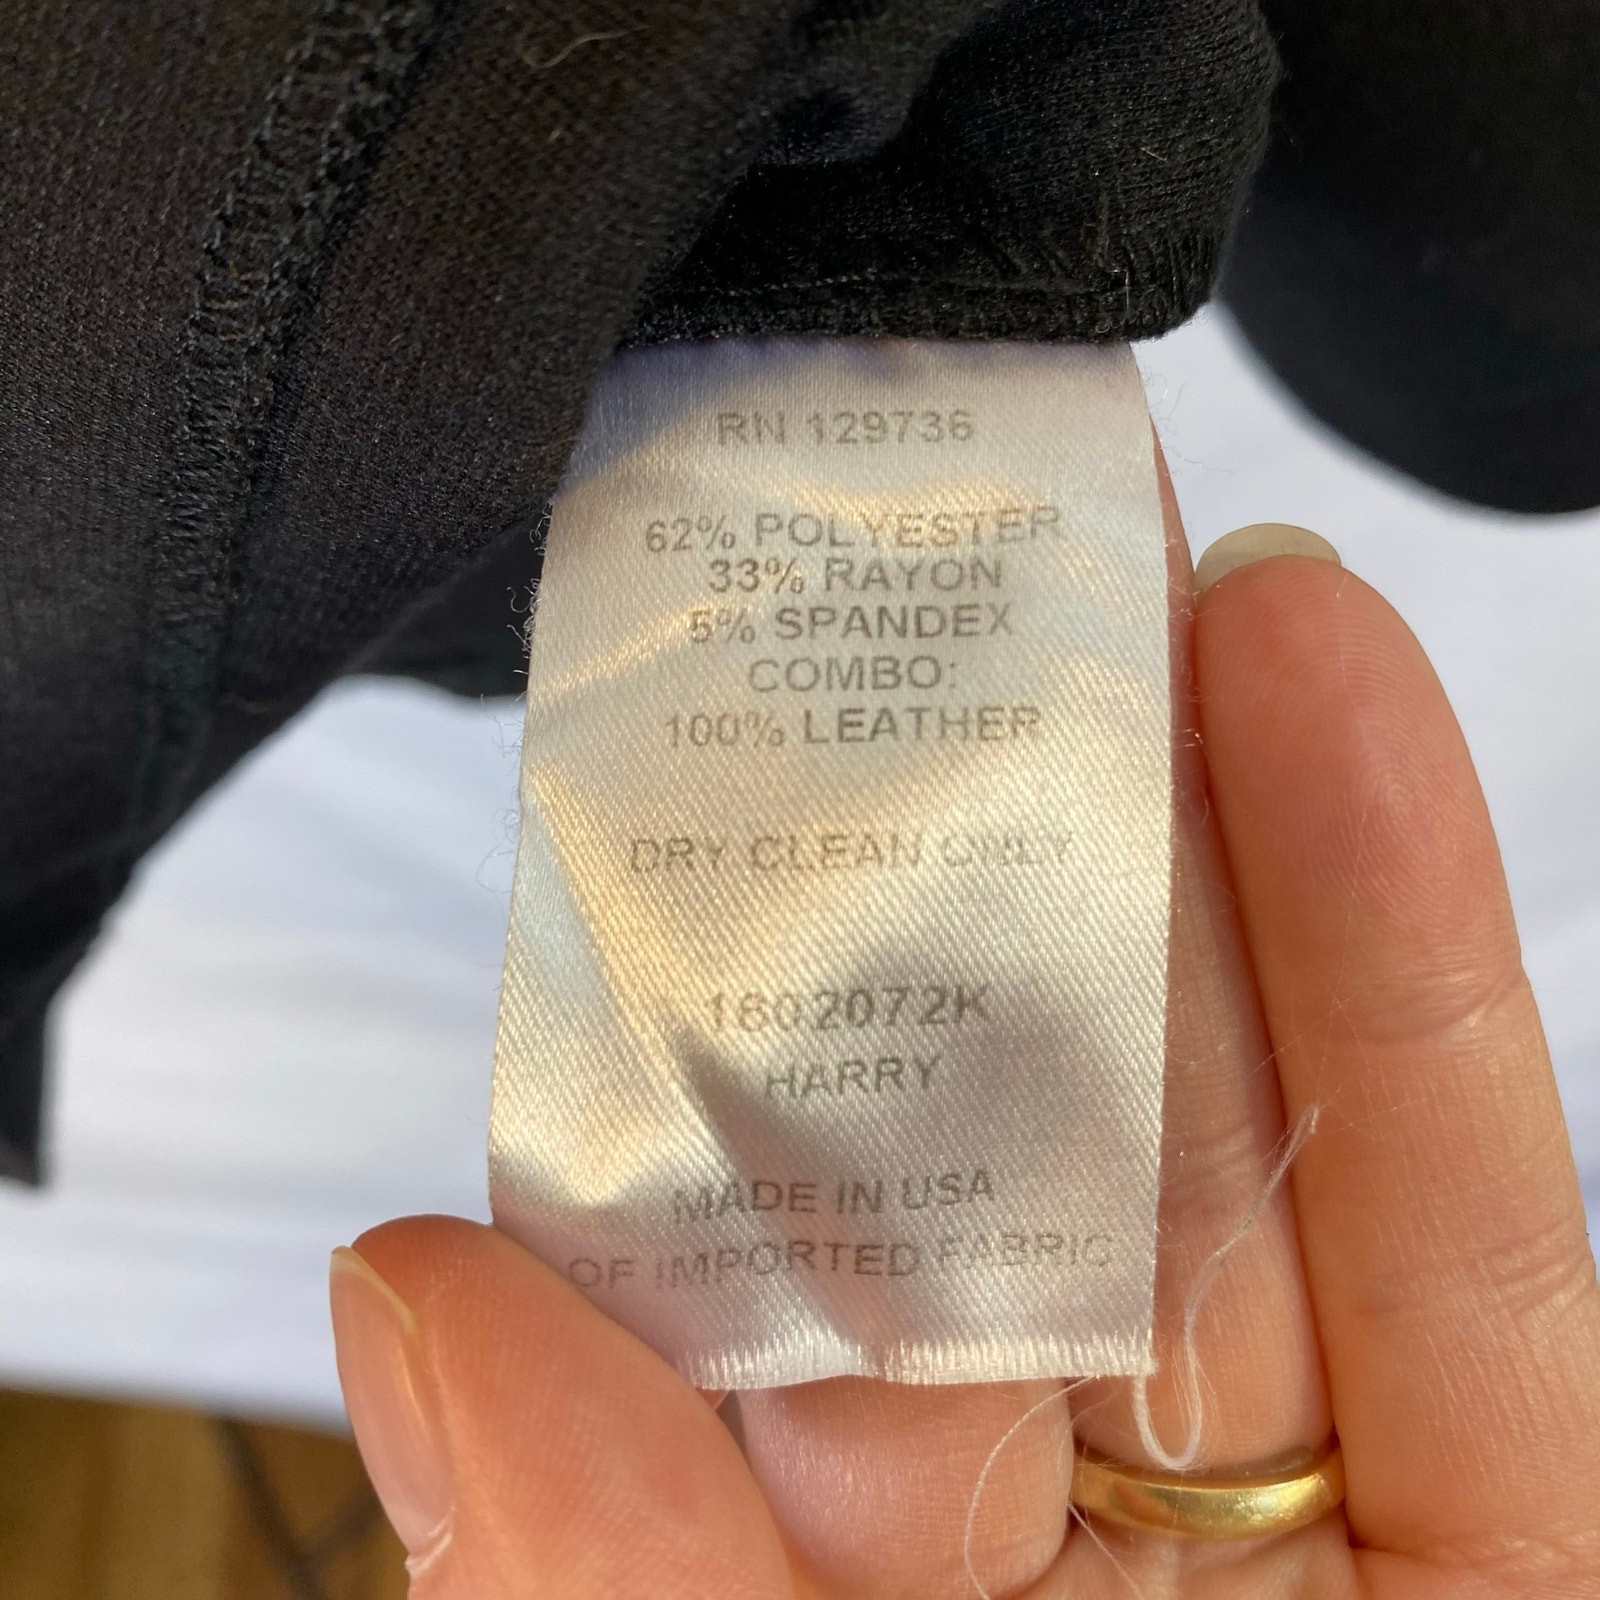 RN 129736
62% POLYESTER
33% RAYON
5% SPANDEX
COMBO:
100% LEATHER
DRY CLEAN ONLY
1802072K
HARRY
MADE IN USA
OF IMPORTED FABRIC